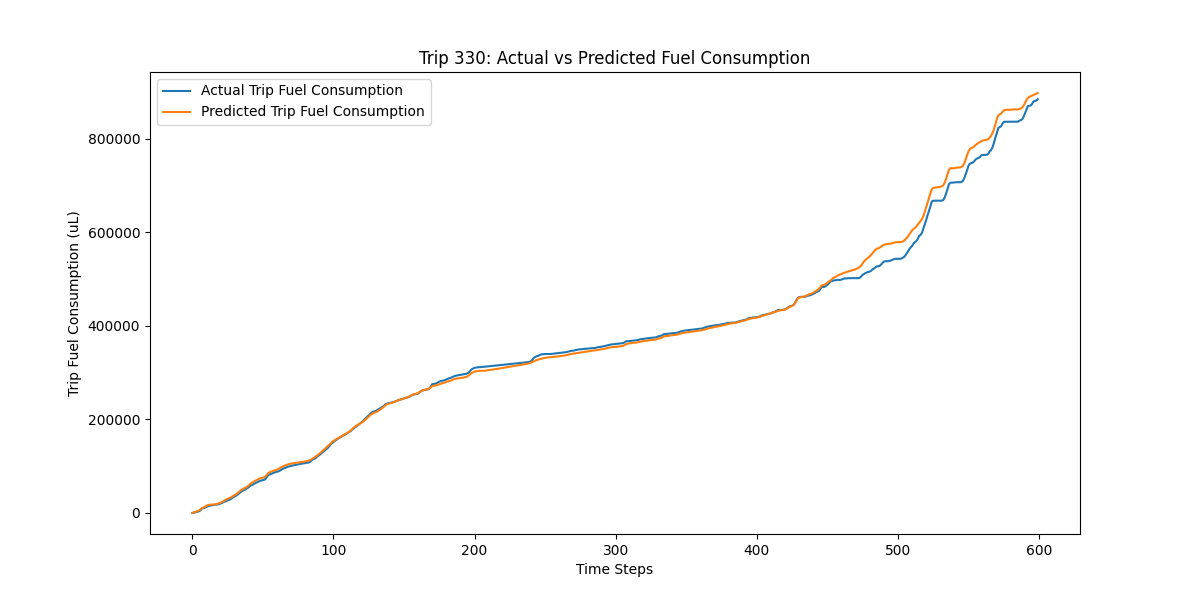 Trip 330: Actual vs Predicted Fuel Consumption
Actual Trip Fuel Consumption
Predicted Trip Fuel Consumption
Trip Fuel Consumption (uL)
800000
600000
400000
200000
0
0 100 200 300 400 500 600
Time Steps